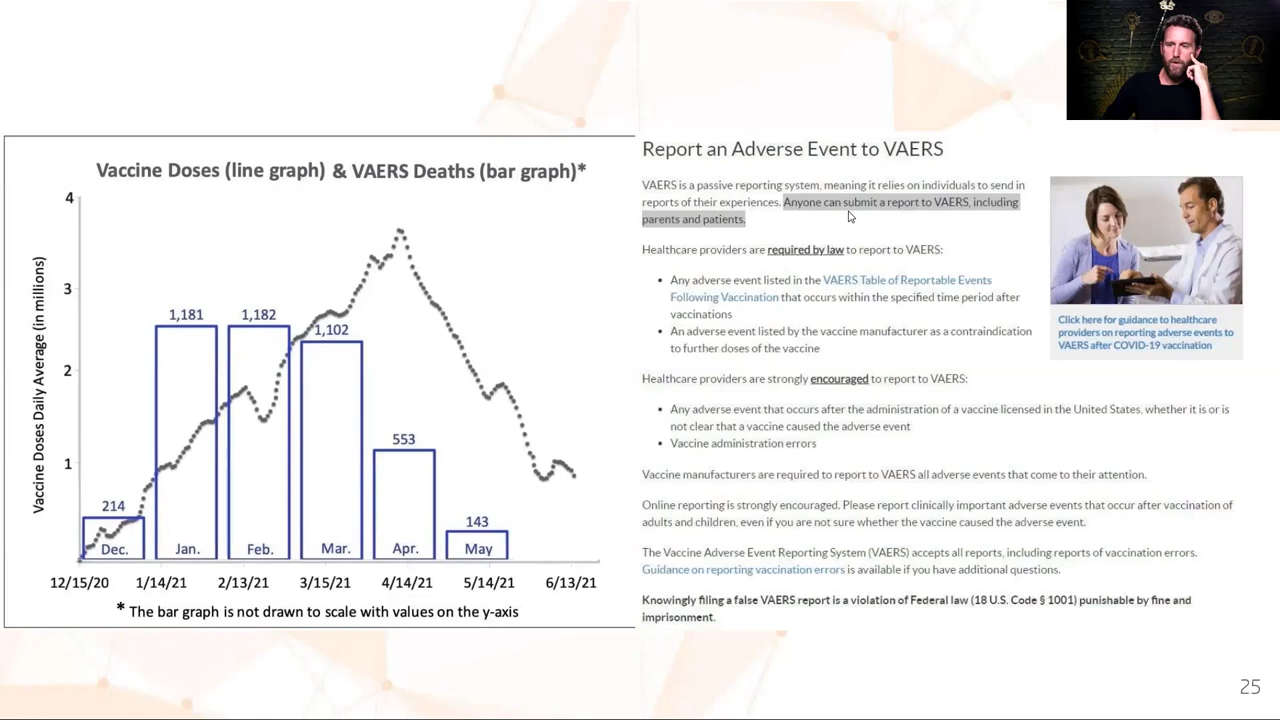 Vaccine Doses (line graph) & VAERS Deaths (bar graph)*
Vaccine Doses Daily Average (in millions)
4
3
2
1
214
1,181
1,182
1,102
553
143
Dec.
Jan.
Feb.
Mar.
Apr.
May
12/15/20
1/14/21
2/13/21
3/15/21
4/14/21
5/14/21
6/13/21
* The bar graph is not drawn to scale with values on the y-axis
Report an Adverse Event to VAERS
VAERS is a passive reporting system, meaning it relies on individuals to send in
reports of their experiences. Anyone can submit a report to VAERS, including
parents and patients.
Healthcare providers are required by law to report to VAERS:
• Any adverse event listed in the VAERS Table of Reportable Events
Following Vaccination that occurs within the specified time period after
vaccinations
• An adverse event listed by the vaccine manufacturer as a contraindication
to further doses of the vaccine
Click here for guidance to healthcare
providers on reporting adverse events to
VAERS after COVID-19 vaccination
Healthcare providers are strongly encouraged to report to VAERS:
• Any adverse event that occurs after the administration of a vaccine licensed in the United States, whether it is or is
not clear that a vaccine caused the adverse event
• Vaccine administration errors
Vaccine manufacturers are required to report to VAERS all adverse events that come to their attention.
Online reporting is strongly encouraged. Please report clinically important adverse events that occur after vaccination of
adults and children, even if you are not sure whether the vaccine caused the adverse event.
The Vaccine Adverse Event Reporting System (VAERS) accepts all reports, including reports of vaccination errors.
Guidance on reporting vaccination errors is available if you have additional questions.
Knowingly filing a false VAERS report is a violation of Federal law (18 U.S. Code § 1001) punishable by fine and
imprisonment.
25